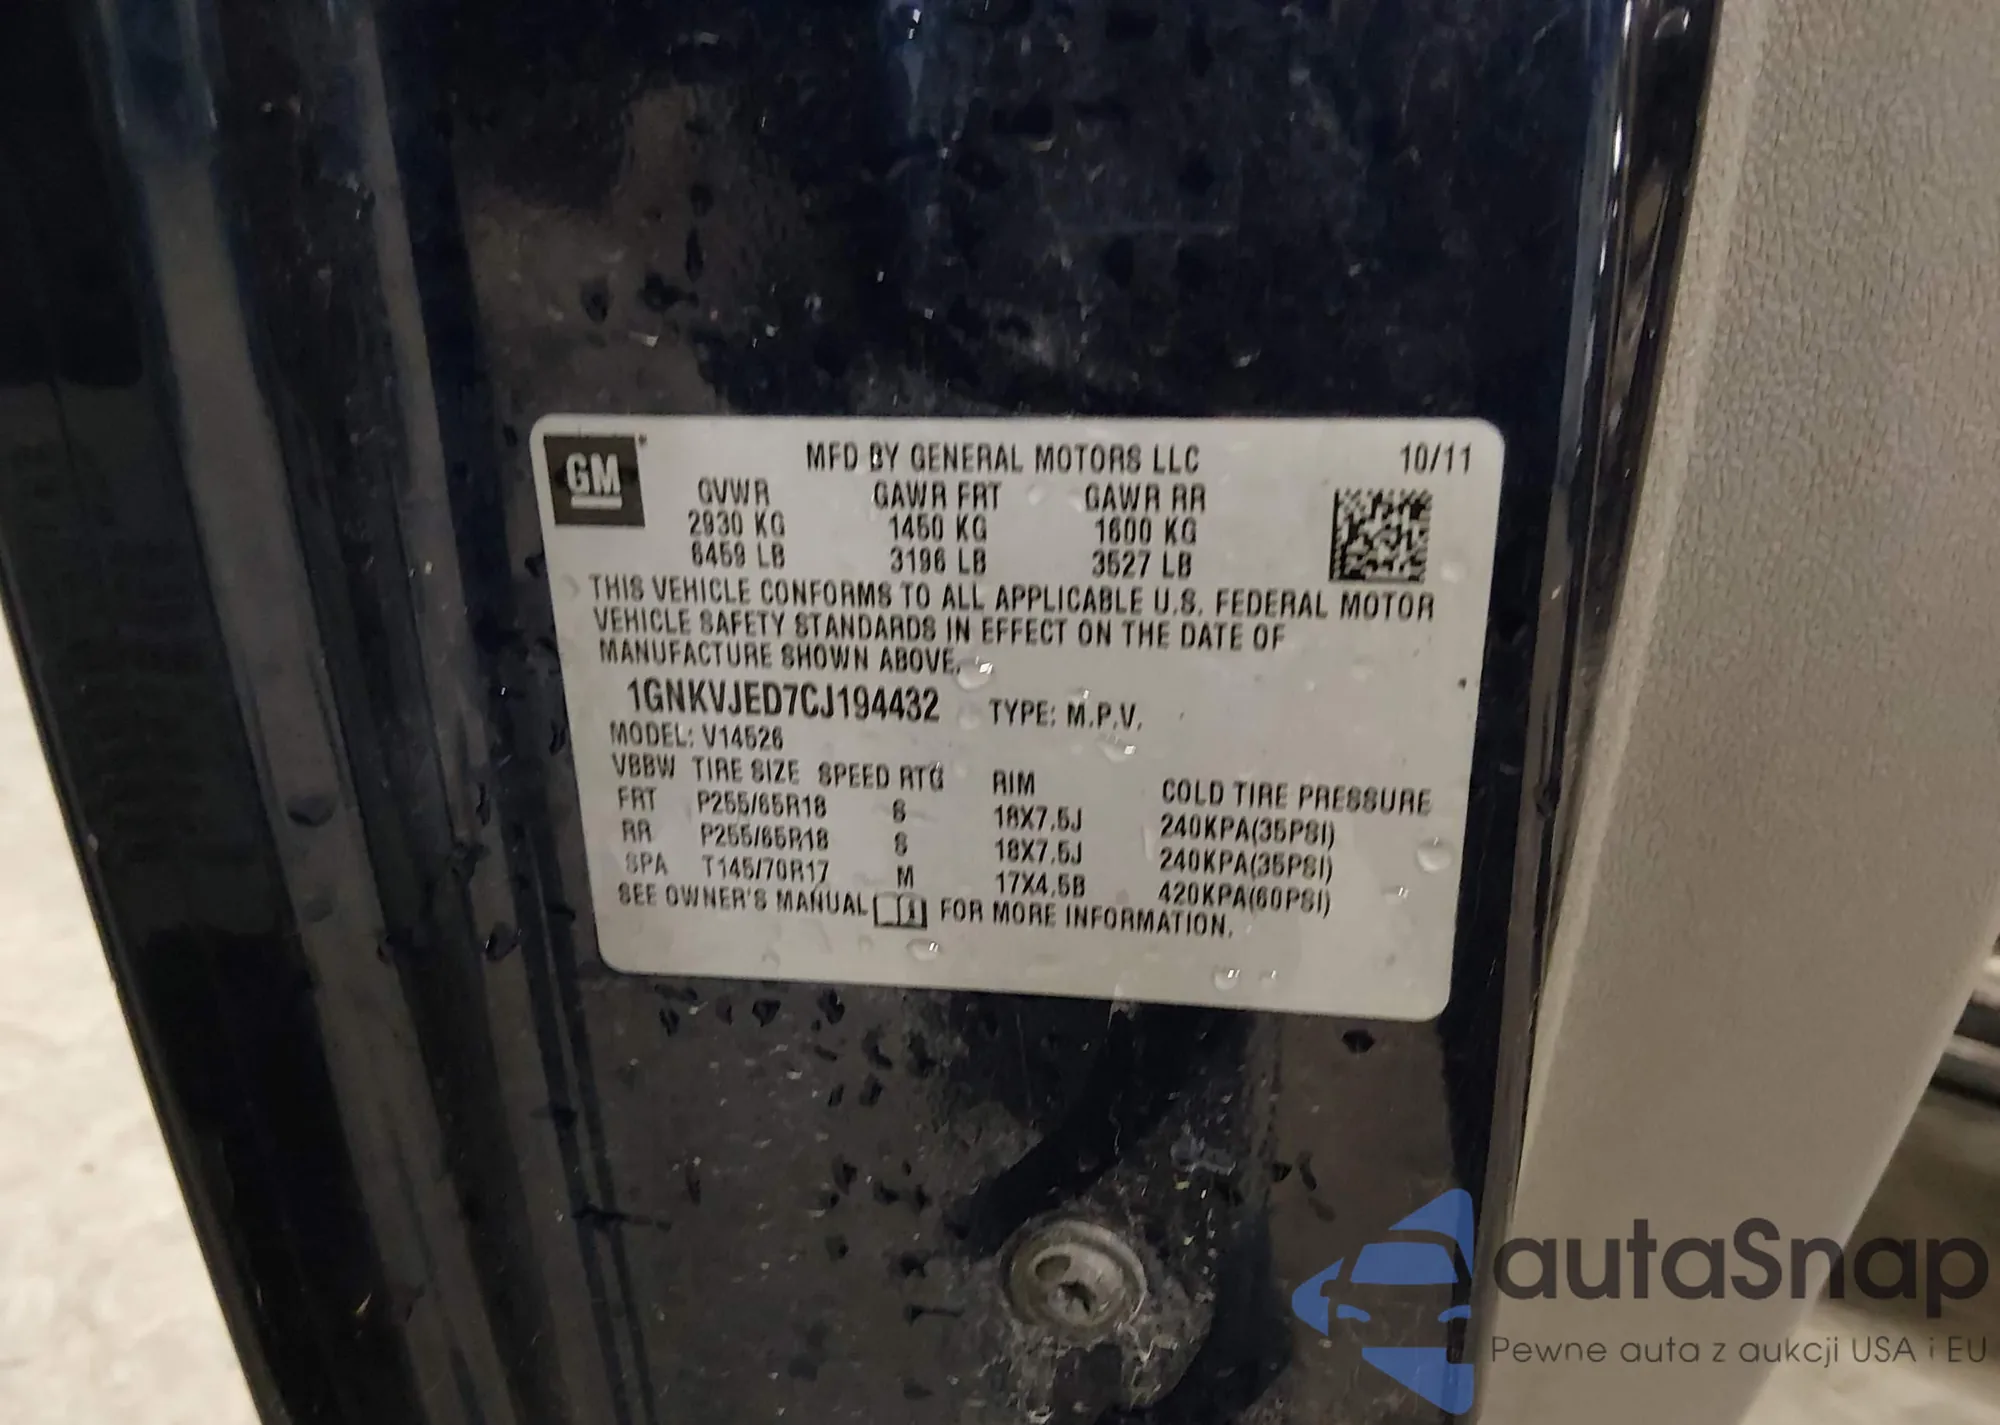 GM
MFD BY GENERAL MOTORS LLC 10/11
GVWR GAWR FRT GAWR RR
2930 KG 1450 KG 1600 KG
6459 LB 3196 LB 3527 LB
THIS VEHICLE CONFORMS TO ALL APPLICABLE U.S. FEDERAL MOTOR
VEHICLE SAFETY STANDARDS IN EFFECT ON THE DATE OF
MANUFACTURE SHOWN ABOVE.
1GNKVJED7CJ194432 TYPE: M.P.V.
MODEL: V14526
VBBW TIRE SIZE SPEED RTG RIM COLD TIRE PRESSURE
FRT P255/65R18 S 18X7.5J 240KPA(35PSI)
RR P255/65R18 S 18X7.5J 240KPA(35PSI)
SPA T145/70R17 M 17X4.5B 420KPA(60PSI)
SEE OWNER'S MANUAL FOR MORE INFORMATION.
autaSnap
Pewne auta z aukcji USA i EU